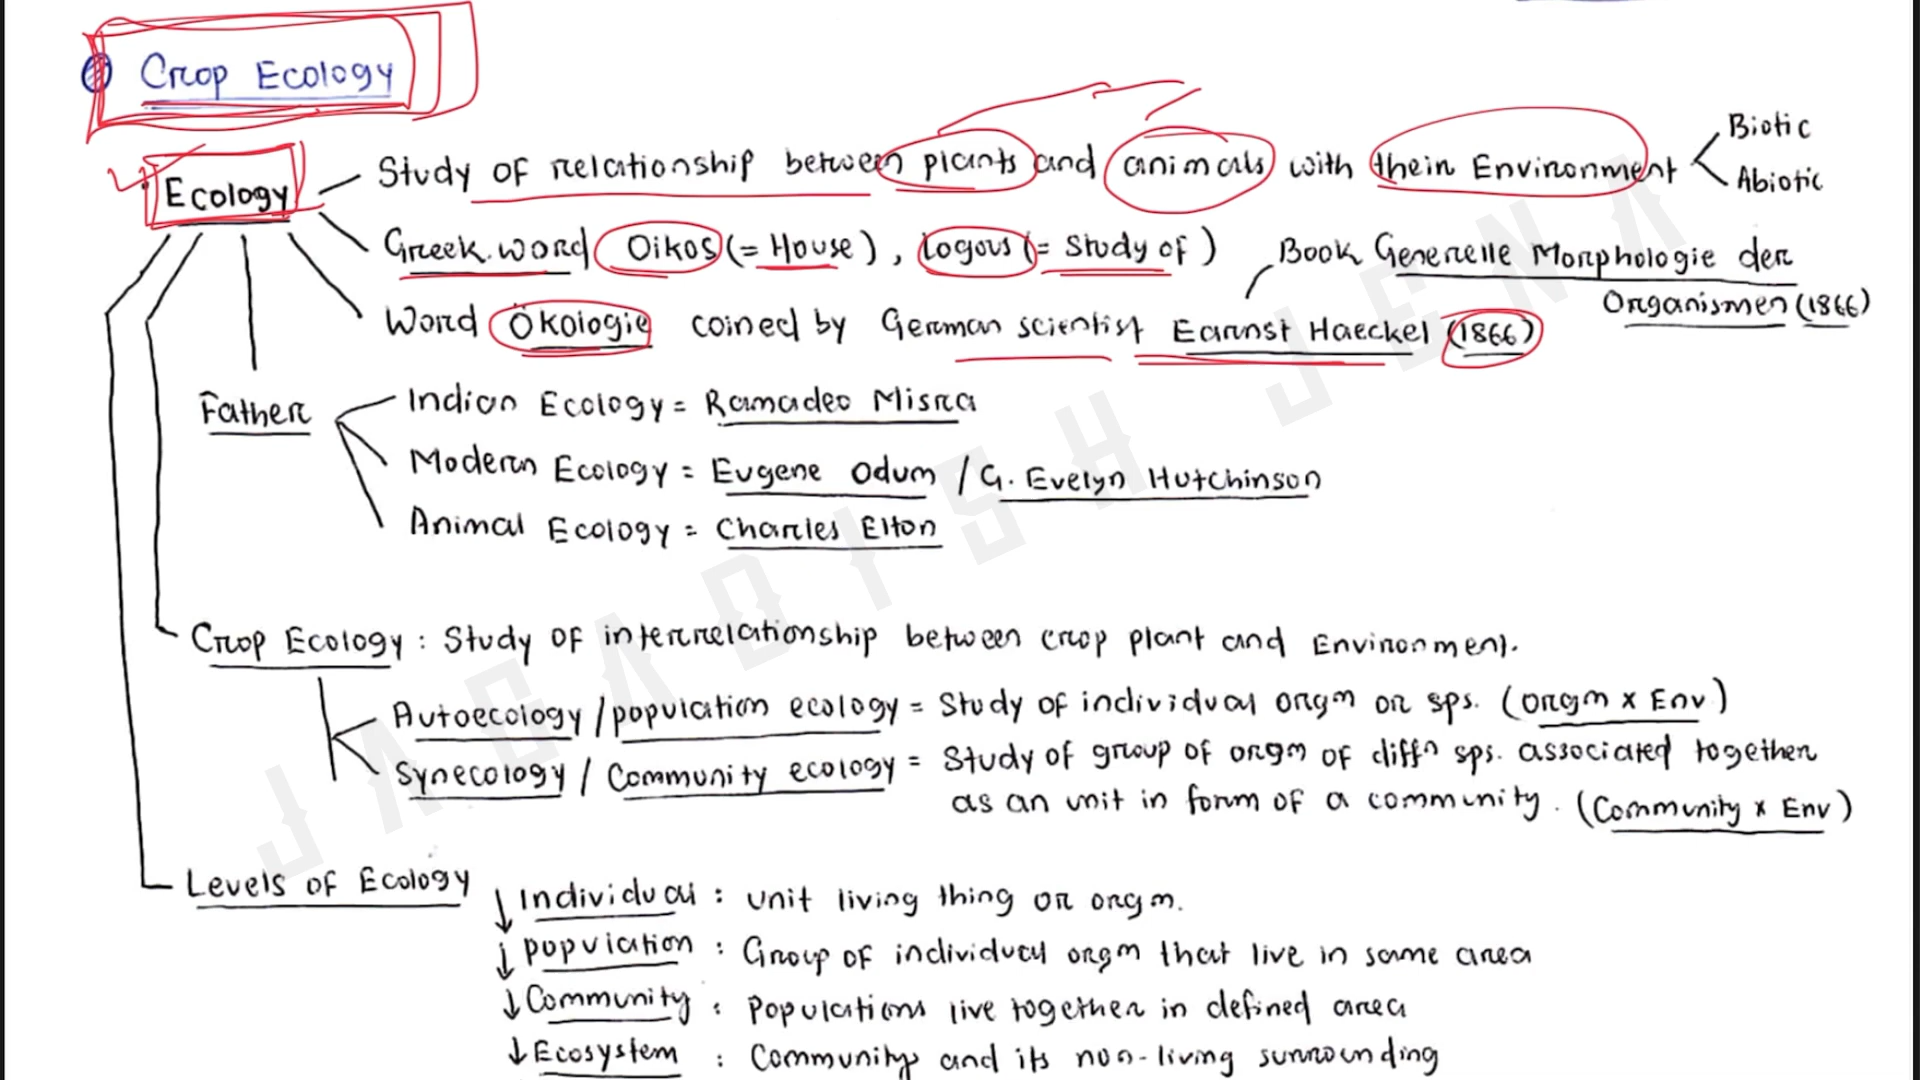 Crop Ecology
Ecology
Study of relationship between plants and animals with their Environment
Biotic
Abiotic
Greek word Oikos (= House), Logous (= Study of)
Book Generelle Morphologie der
Organismen (1866)
Word Ökologie coined by German scientist Earnst Haeckel (1866)
Father
Indian Ecology = Ramadeo Misra
Modern Ecology = Eugene Odum / G. Evelyn Hutchinson
Animal Ecology = Charles Elton
Crop Ecology : Study of interrelationship between crop plant and Environment.
Autoecology / population ecology = Study of individual orgm or sps. (orgm x Env)
Synecology / Community ecology = Study of group of orgm of diffn sps. associated together
as an unit in form of a community. (Community x Env)
Levels of Ecology
↓ Individual : unit living thing or orgm.
↓ population : Group of individual orgm that live in same area
↓ Community : Populations live together in defined area
↓ Ecosystem : Community and its non-living surrounding
JAGADISH JENA